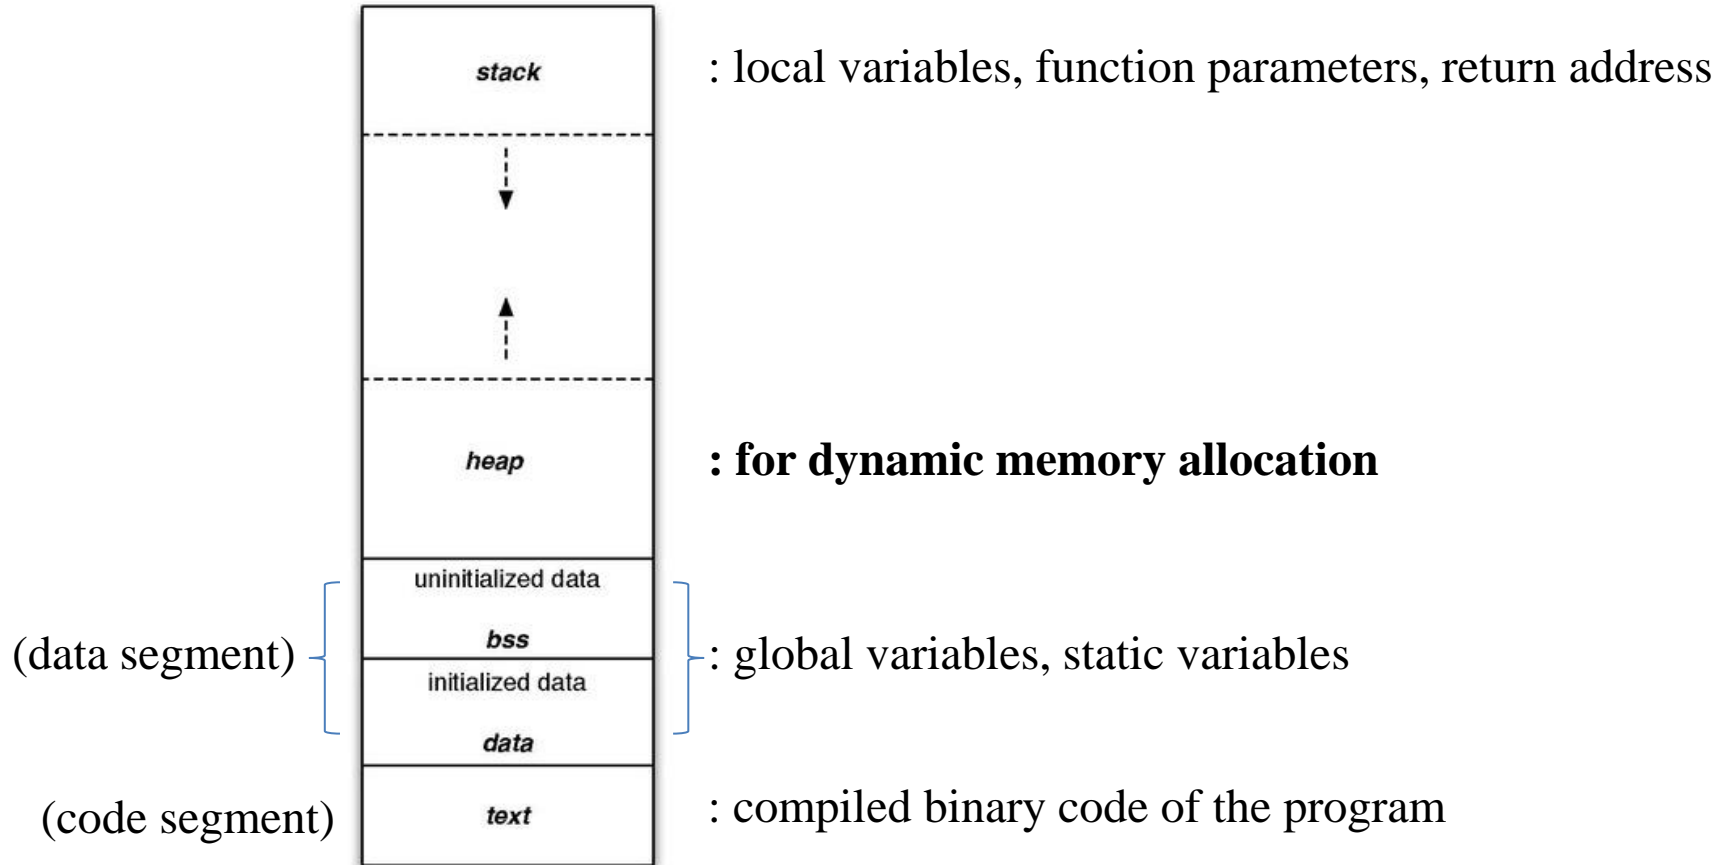 stack : local variables, function parameters, return address
heap : for dynamic memory allocation
uninitialized data
bss
(data segment) : global variables, static variables
initialized data
data
(code segment) text : compiled binary code of the program